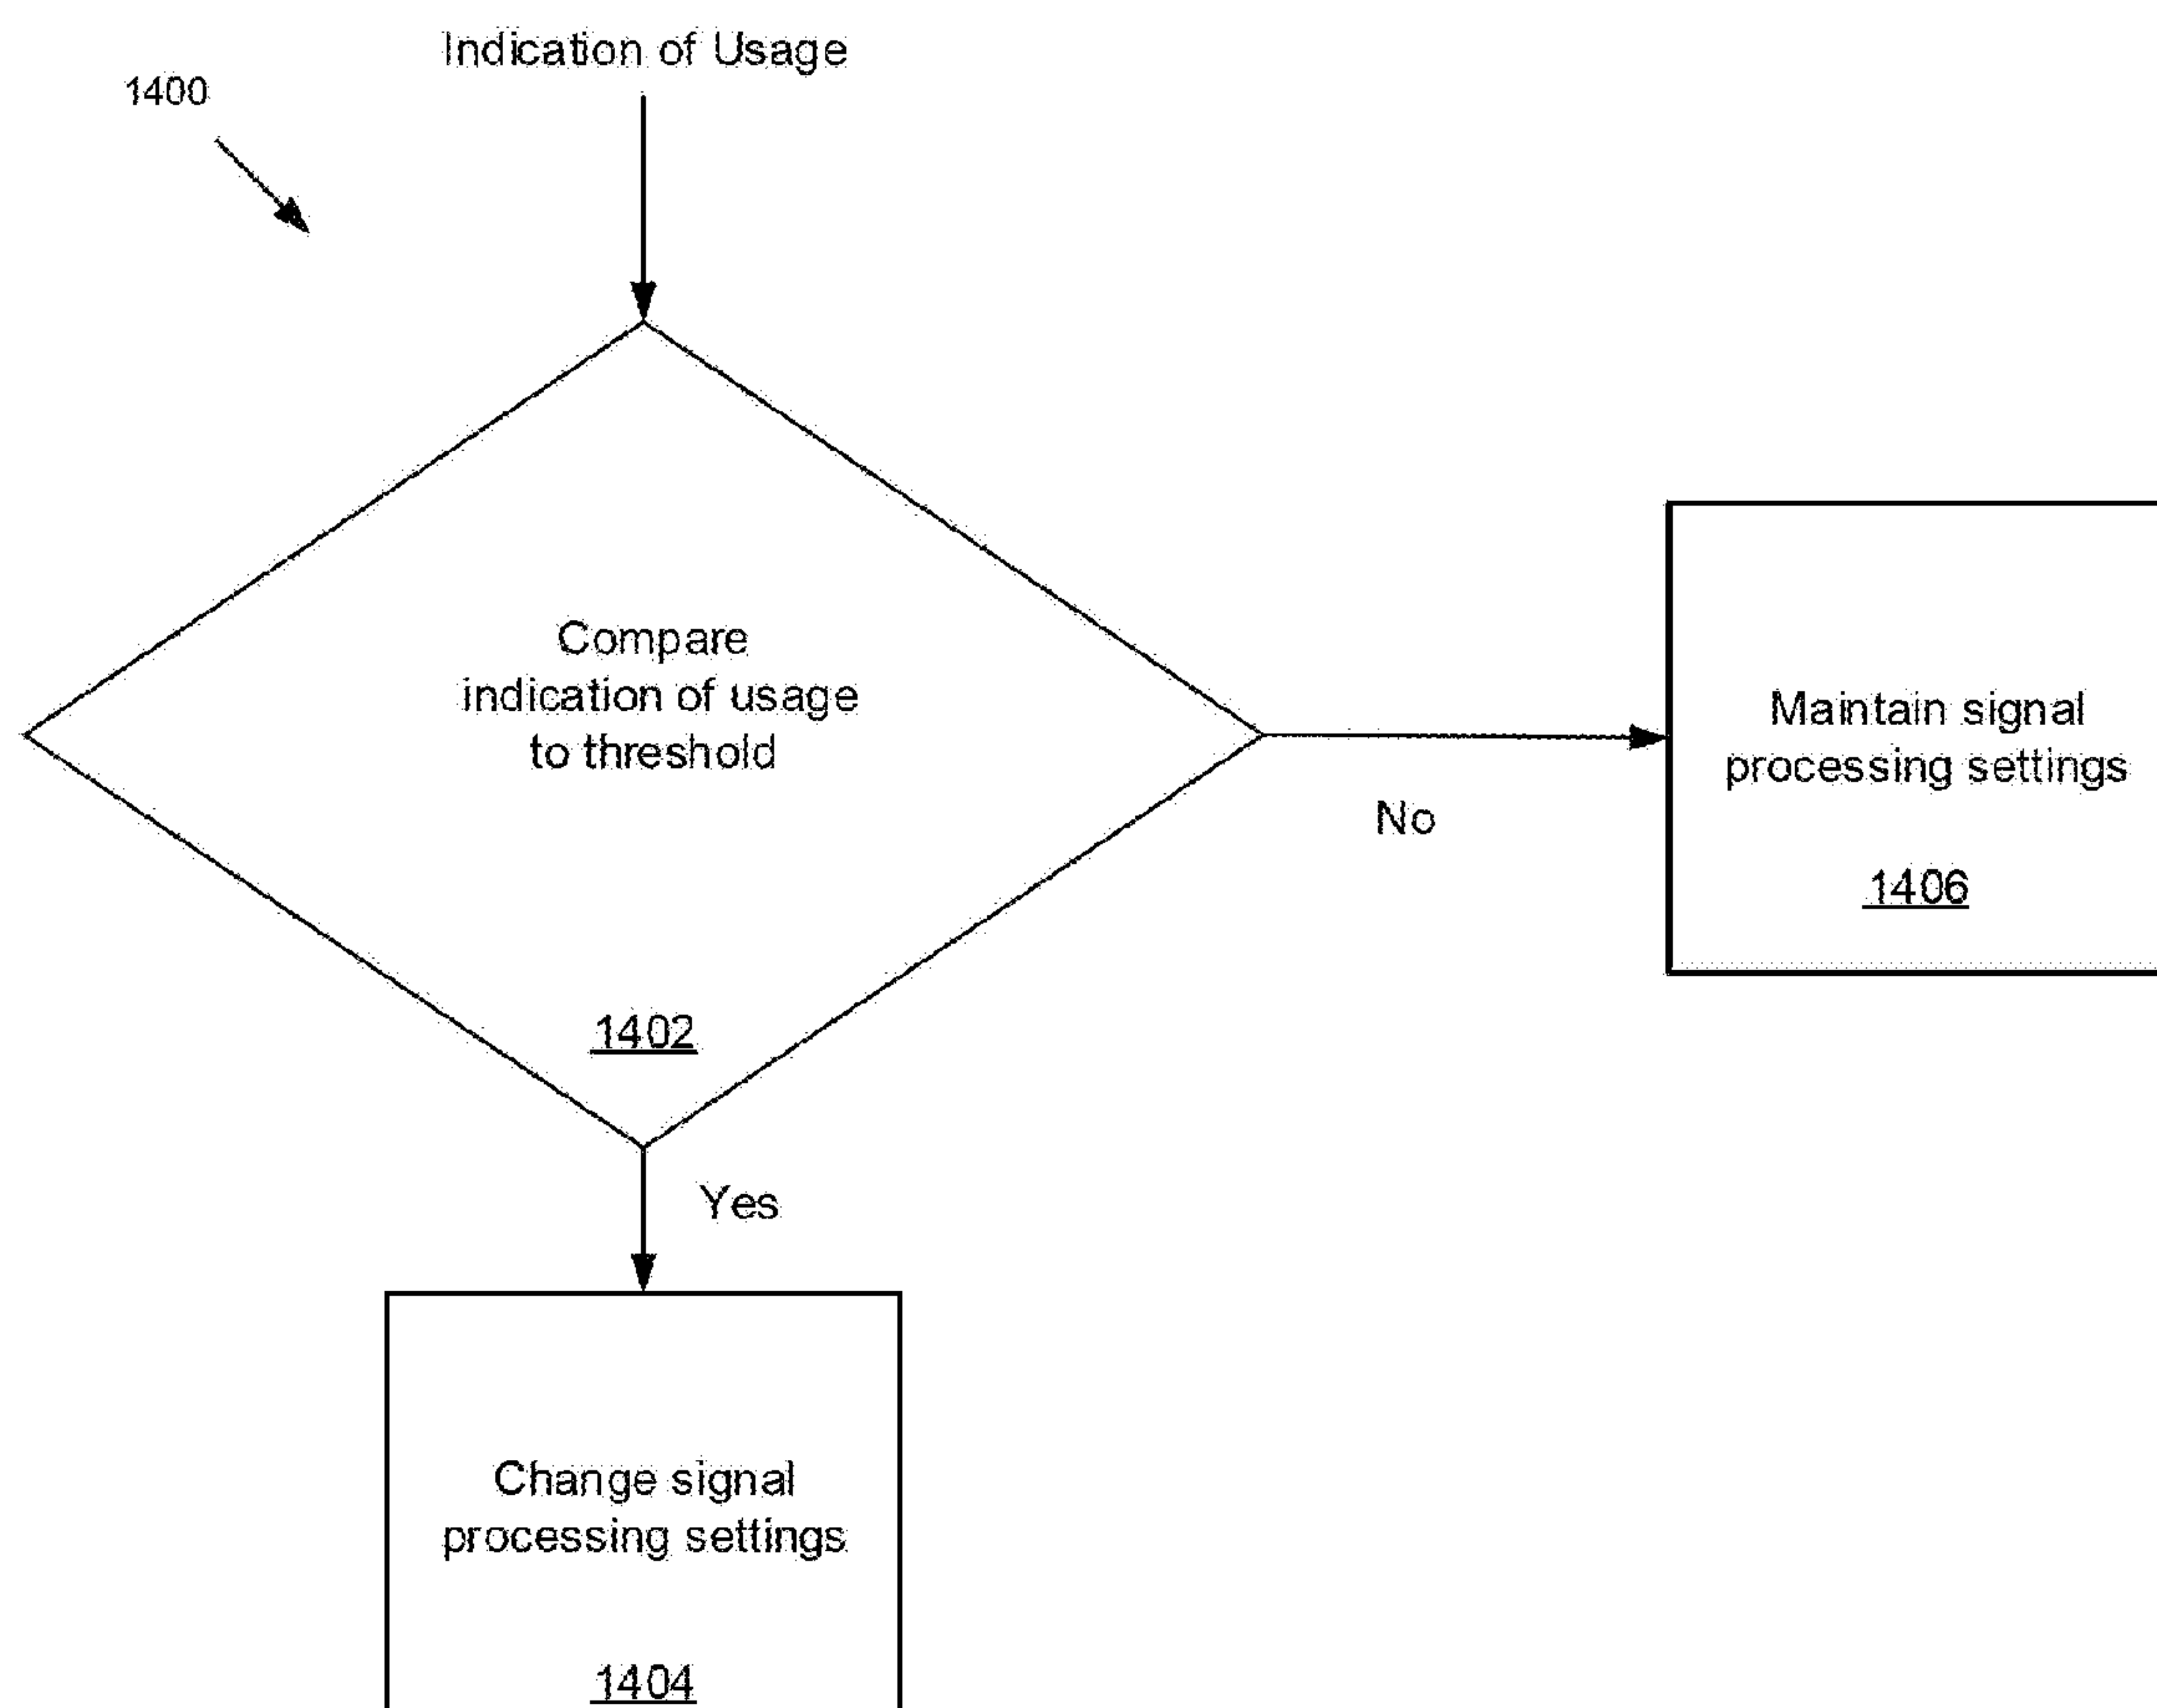 Indication of Usage
1400
Compare
indication of usage
to threshold
1402
No
Maintain signal
processing settings
1406
Yes
Change signal
processing settings
1404